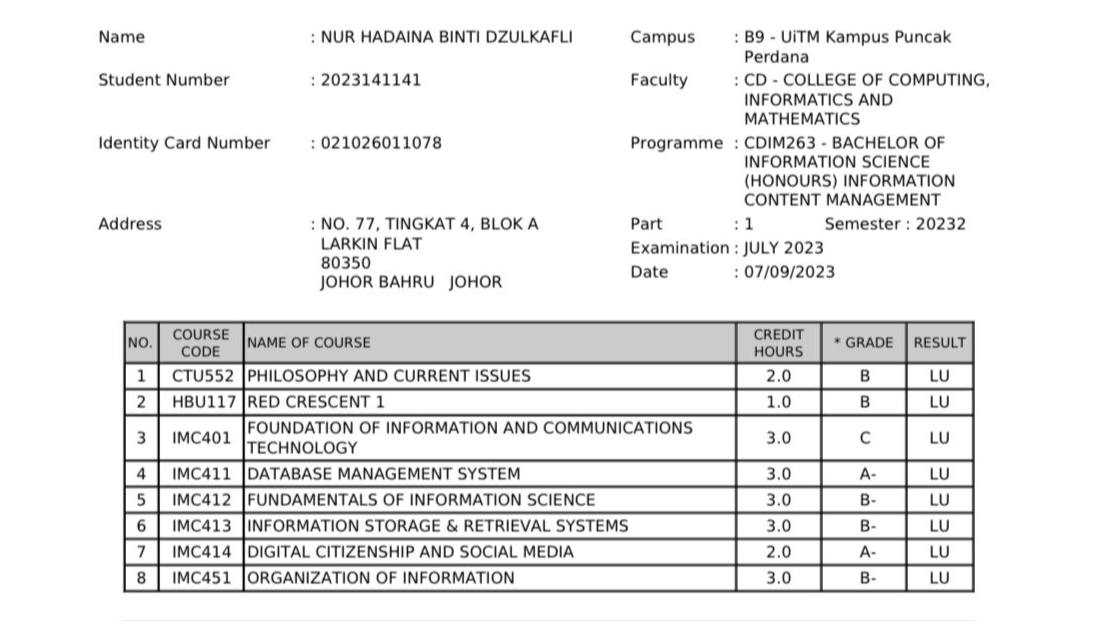 Name : NUR HADAINA BINTI DZULKAFLI
Student Number : 2023141141
Identity Card Number : 021026011078
Address : NO. 77, TINGKAT 4, BLOK A
LARKIN FLAT
80350
JOHOR BAHRU JOHOR
Campus : B9 - UiTM Kampus Puncak
Perdana
Faculty : CD - COLLEGE OF COMPUTING,
INFORMATICS AND
MATHEMATICS
Programme : CDIM263 - BACHELOR OF
INFORMATION SCIENCE
(HONOURS) INFORMATION
CONTENT MANAGEMENT
Part : 1 Semester : 20232
Examination : JULY 2023
Date : 07/09/2023
NO. COURSE CODE NAME OF COURSE CREDIT HOURS * GRADE RESULT
1 CTU552 PHILOSOPHY AND CURRENT ISSUES 2.0 B LU
2 HBU117 RED CRESCENT 1 1.0 B LU
3 IMC401 FOUNDATION OF INFORMATION AND COMMUNICATIONS
TECHNOLOGY 3.0 C LU
4 IMC411 DATABASE MANAGEMENT SYSTEM 3.0 A- LU
5 IMC412 FUNDAMENTALS OF INFORMATION SCIENCE 3.0 B- LU
6 IMC413 INFORMATION STORAGE & RETRIEVAL SYSTEMS 3.0 B- LU
7 IMC414 DIGITAL CITIZENSHIP AND SOCIAL MEDIA 2.0 A- LU
8 IMC451 ORGANIZATION OF INFORMATION 3.0 B- LU